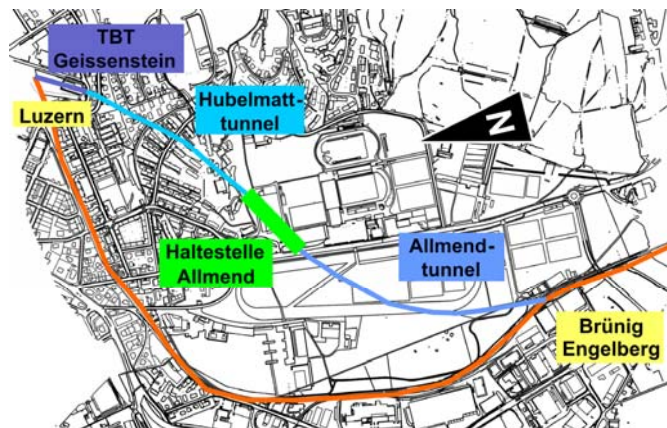 TBT
Geissenstein
Luzern
Hubelmatt-
tunnel
N
Haltestelle
Allmend
Allmend-
tunnel
Brünig
Engelberg